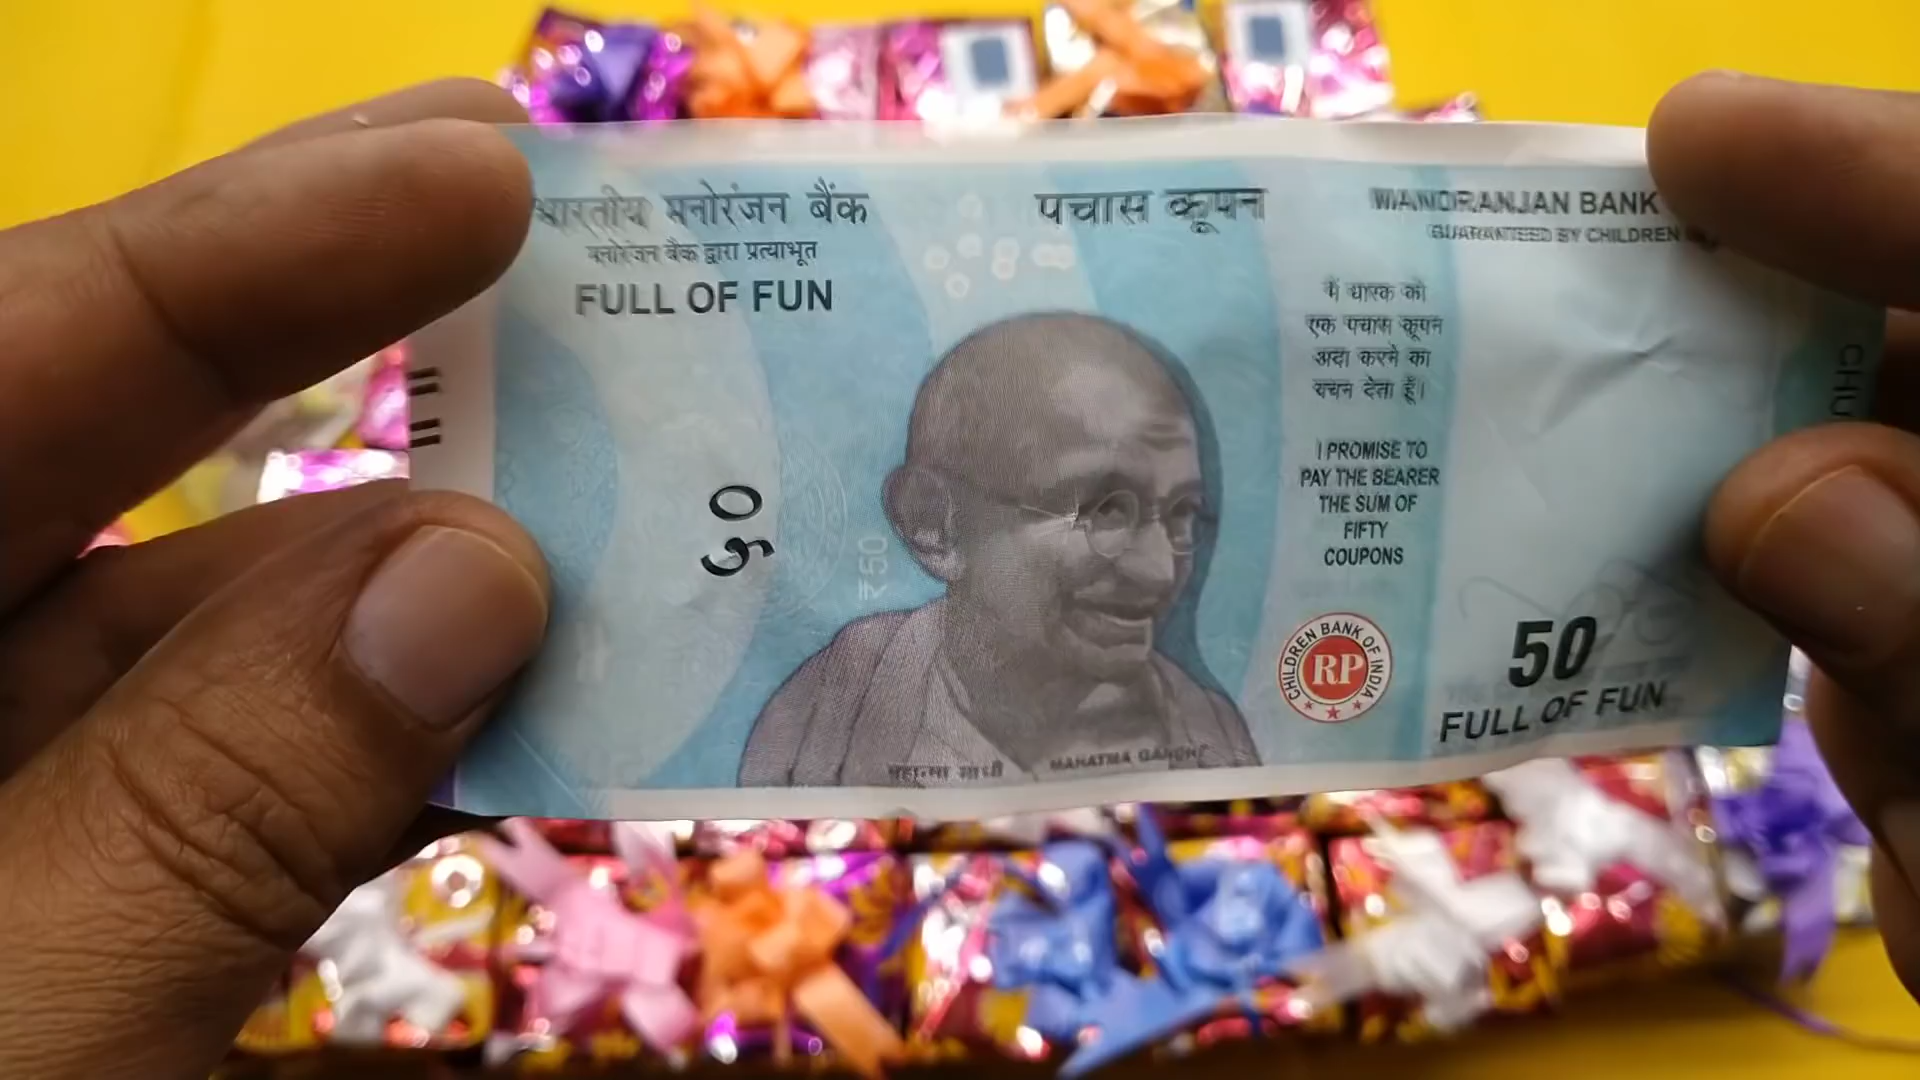 भारतीय मनोरंजन बैंक
मनोरंजन बैंक द्वारा प्रत्याभूत
FULL OF FUN
पचास कूपन
MANORANJAN BANK
GUARANTEED BY CHILDREN
मैं धारक को
एक पचास कूपन
अदा करने का
वचन देता हूँ।
I PROMISE TO
PAY THE BEARER
THE SUM OF
FIFTY
COUPONS
५०
₹50
CHILDREN BANK OF INDIA
RP
50
FULL OF FUN
महात्मा गांधी
MAHATMA GANDHI